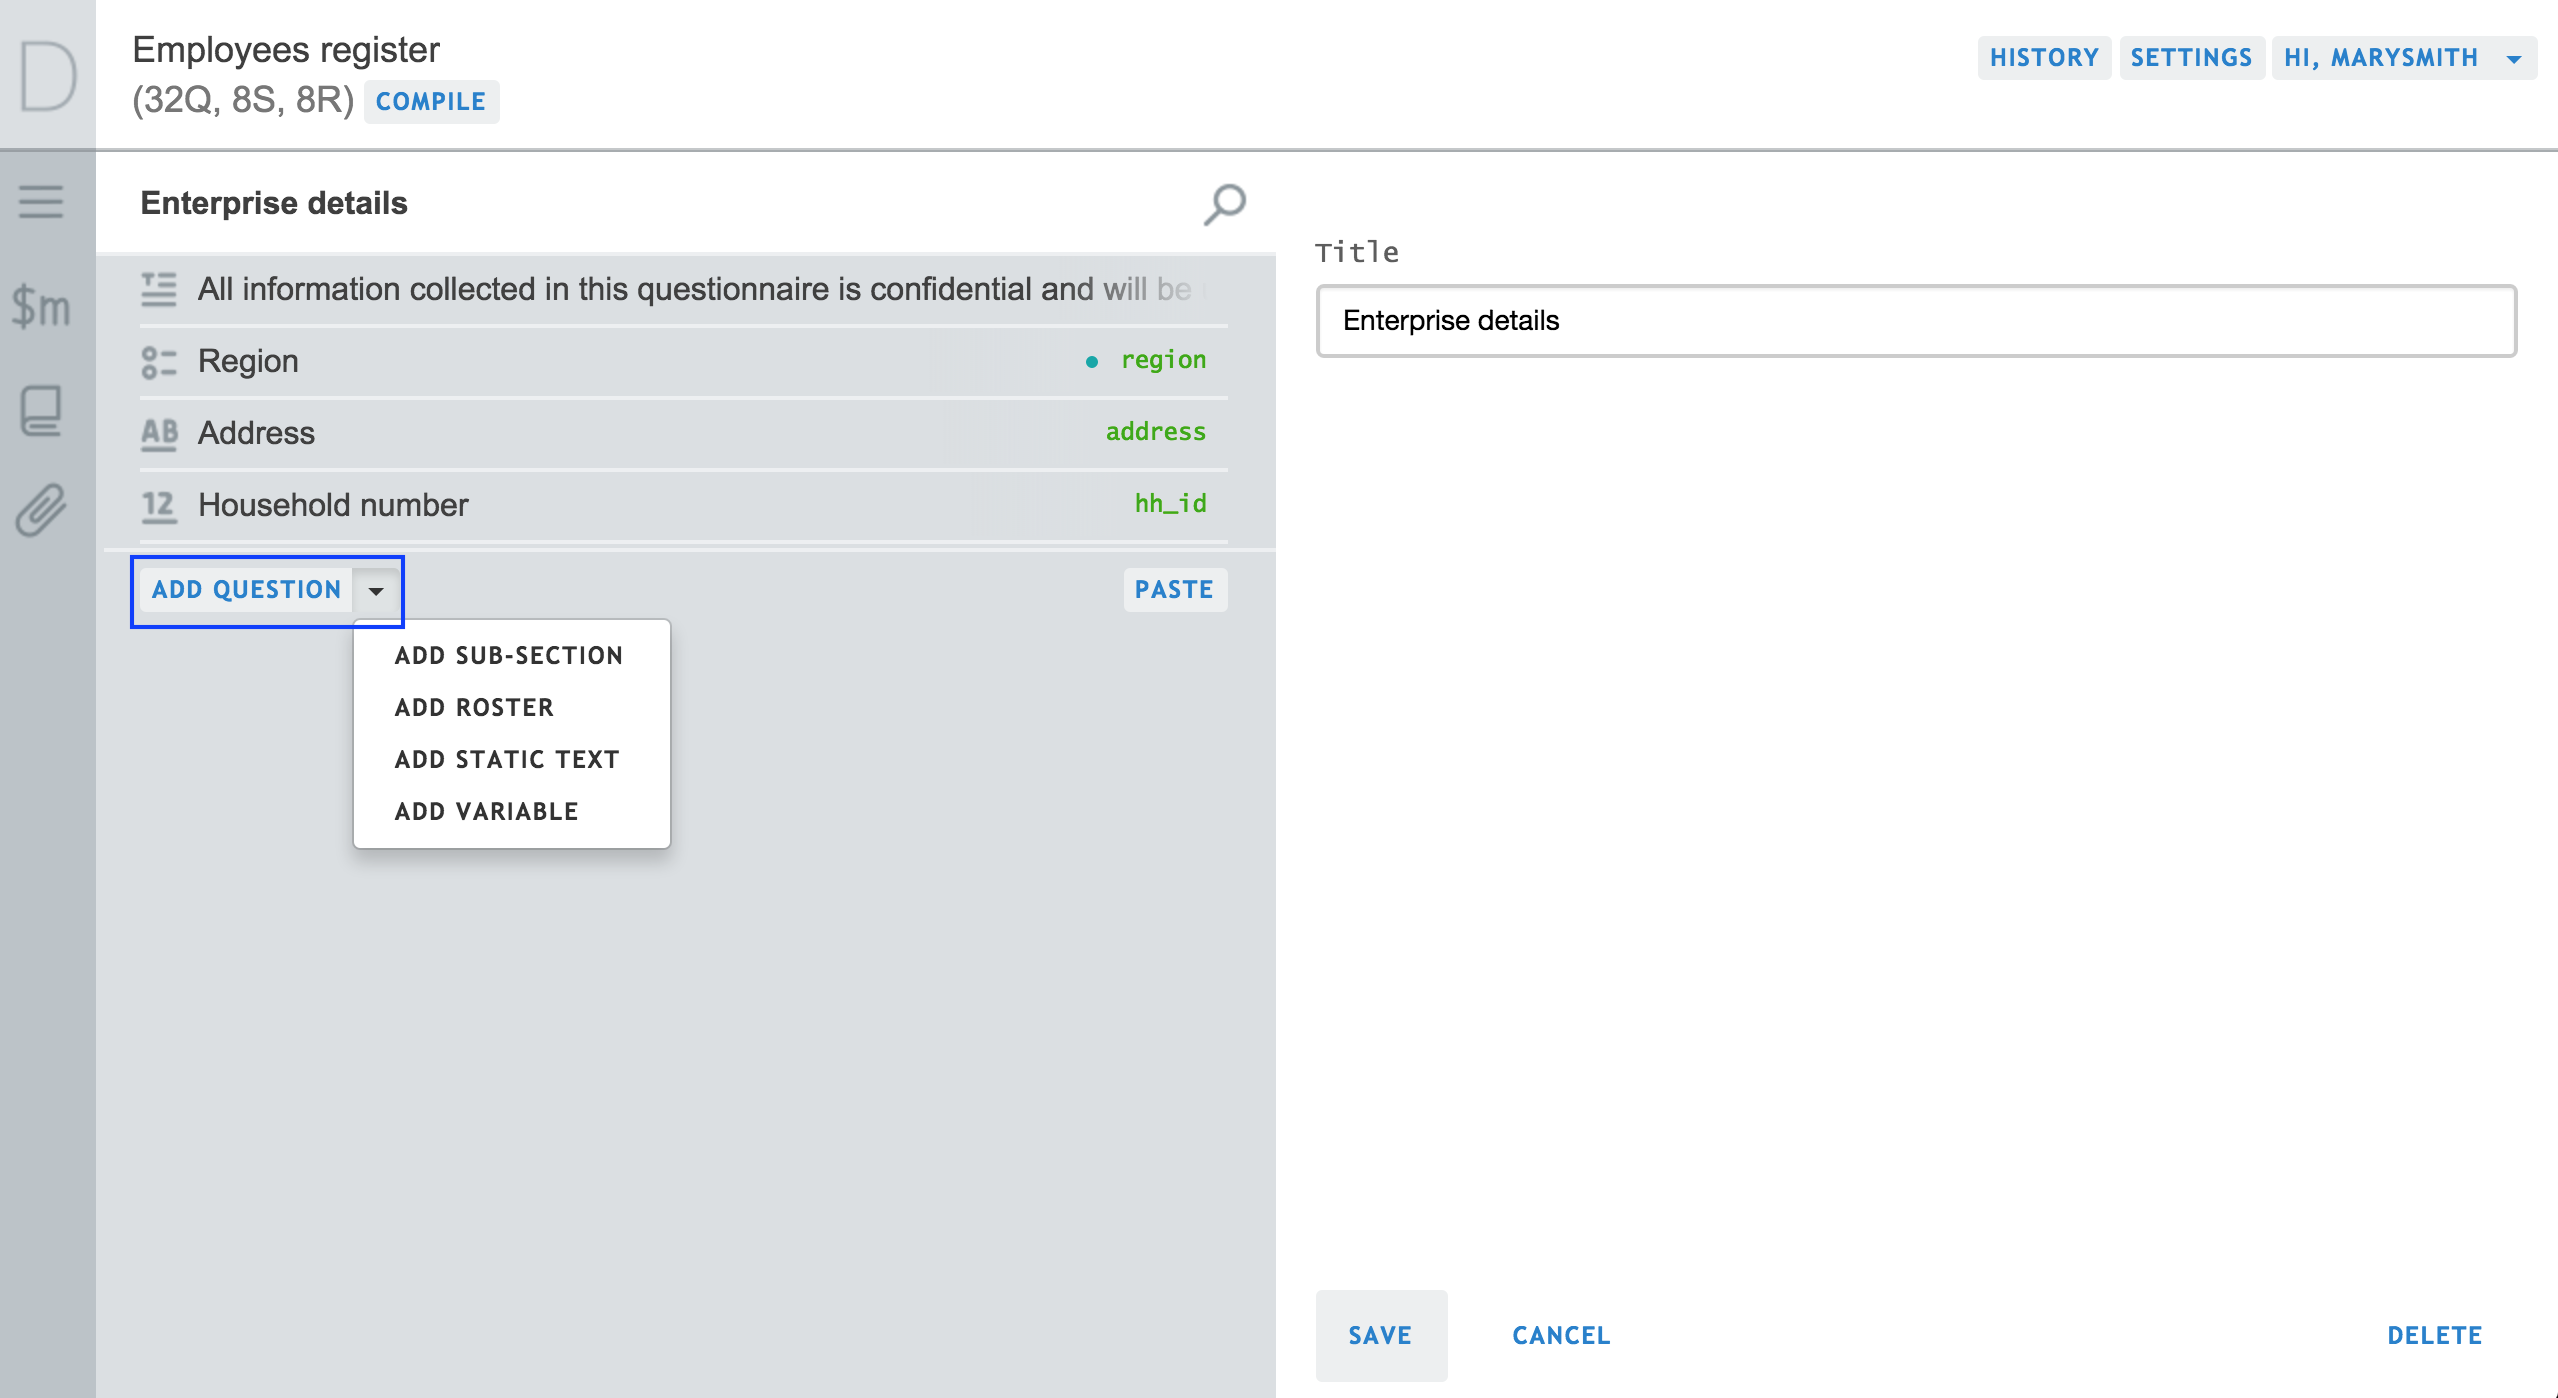 D
Employees register
(32Q, 8S, 8R) COMPILE
HISTORY SETTINGS HI, MARYSMITH
Enterprise details
$m
All information collected in this questionnaire is confidential and will be
Region region
AB Address address
12 Household number hh_id
ADD QUESTION PASTE
ADD SUB-SECTION
ADD ROSTER
ADD STATIC TEXT
ADD VARIABLE
Title
Enterprise details
SAVE CANCEL DELETE